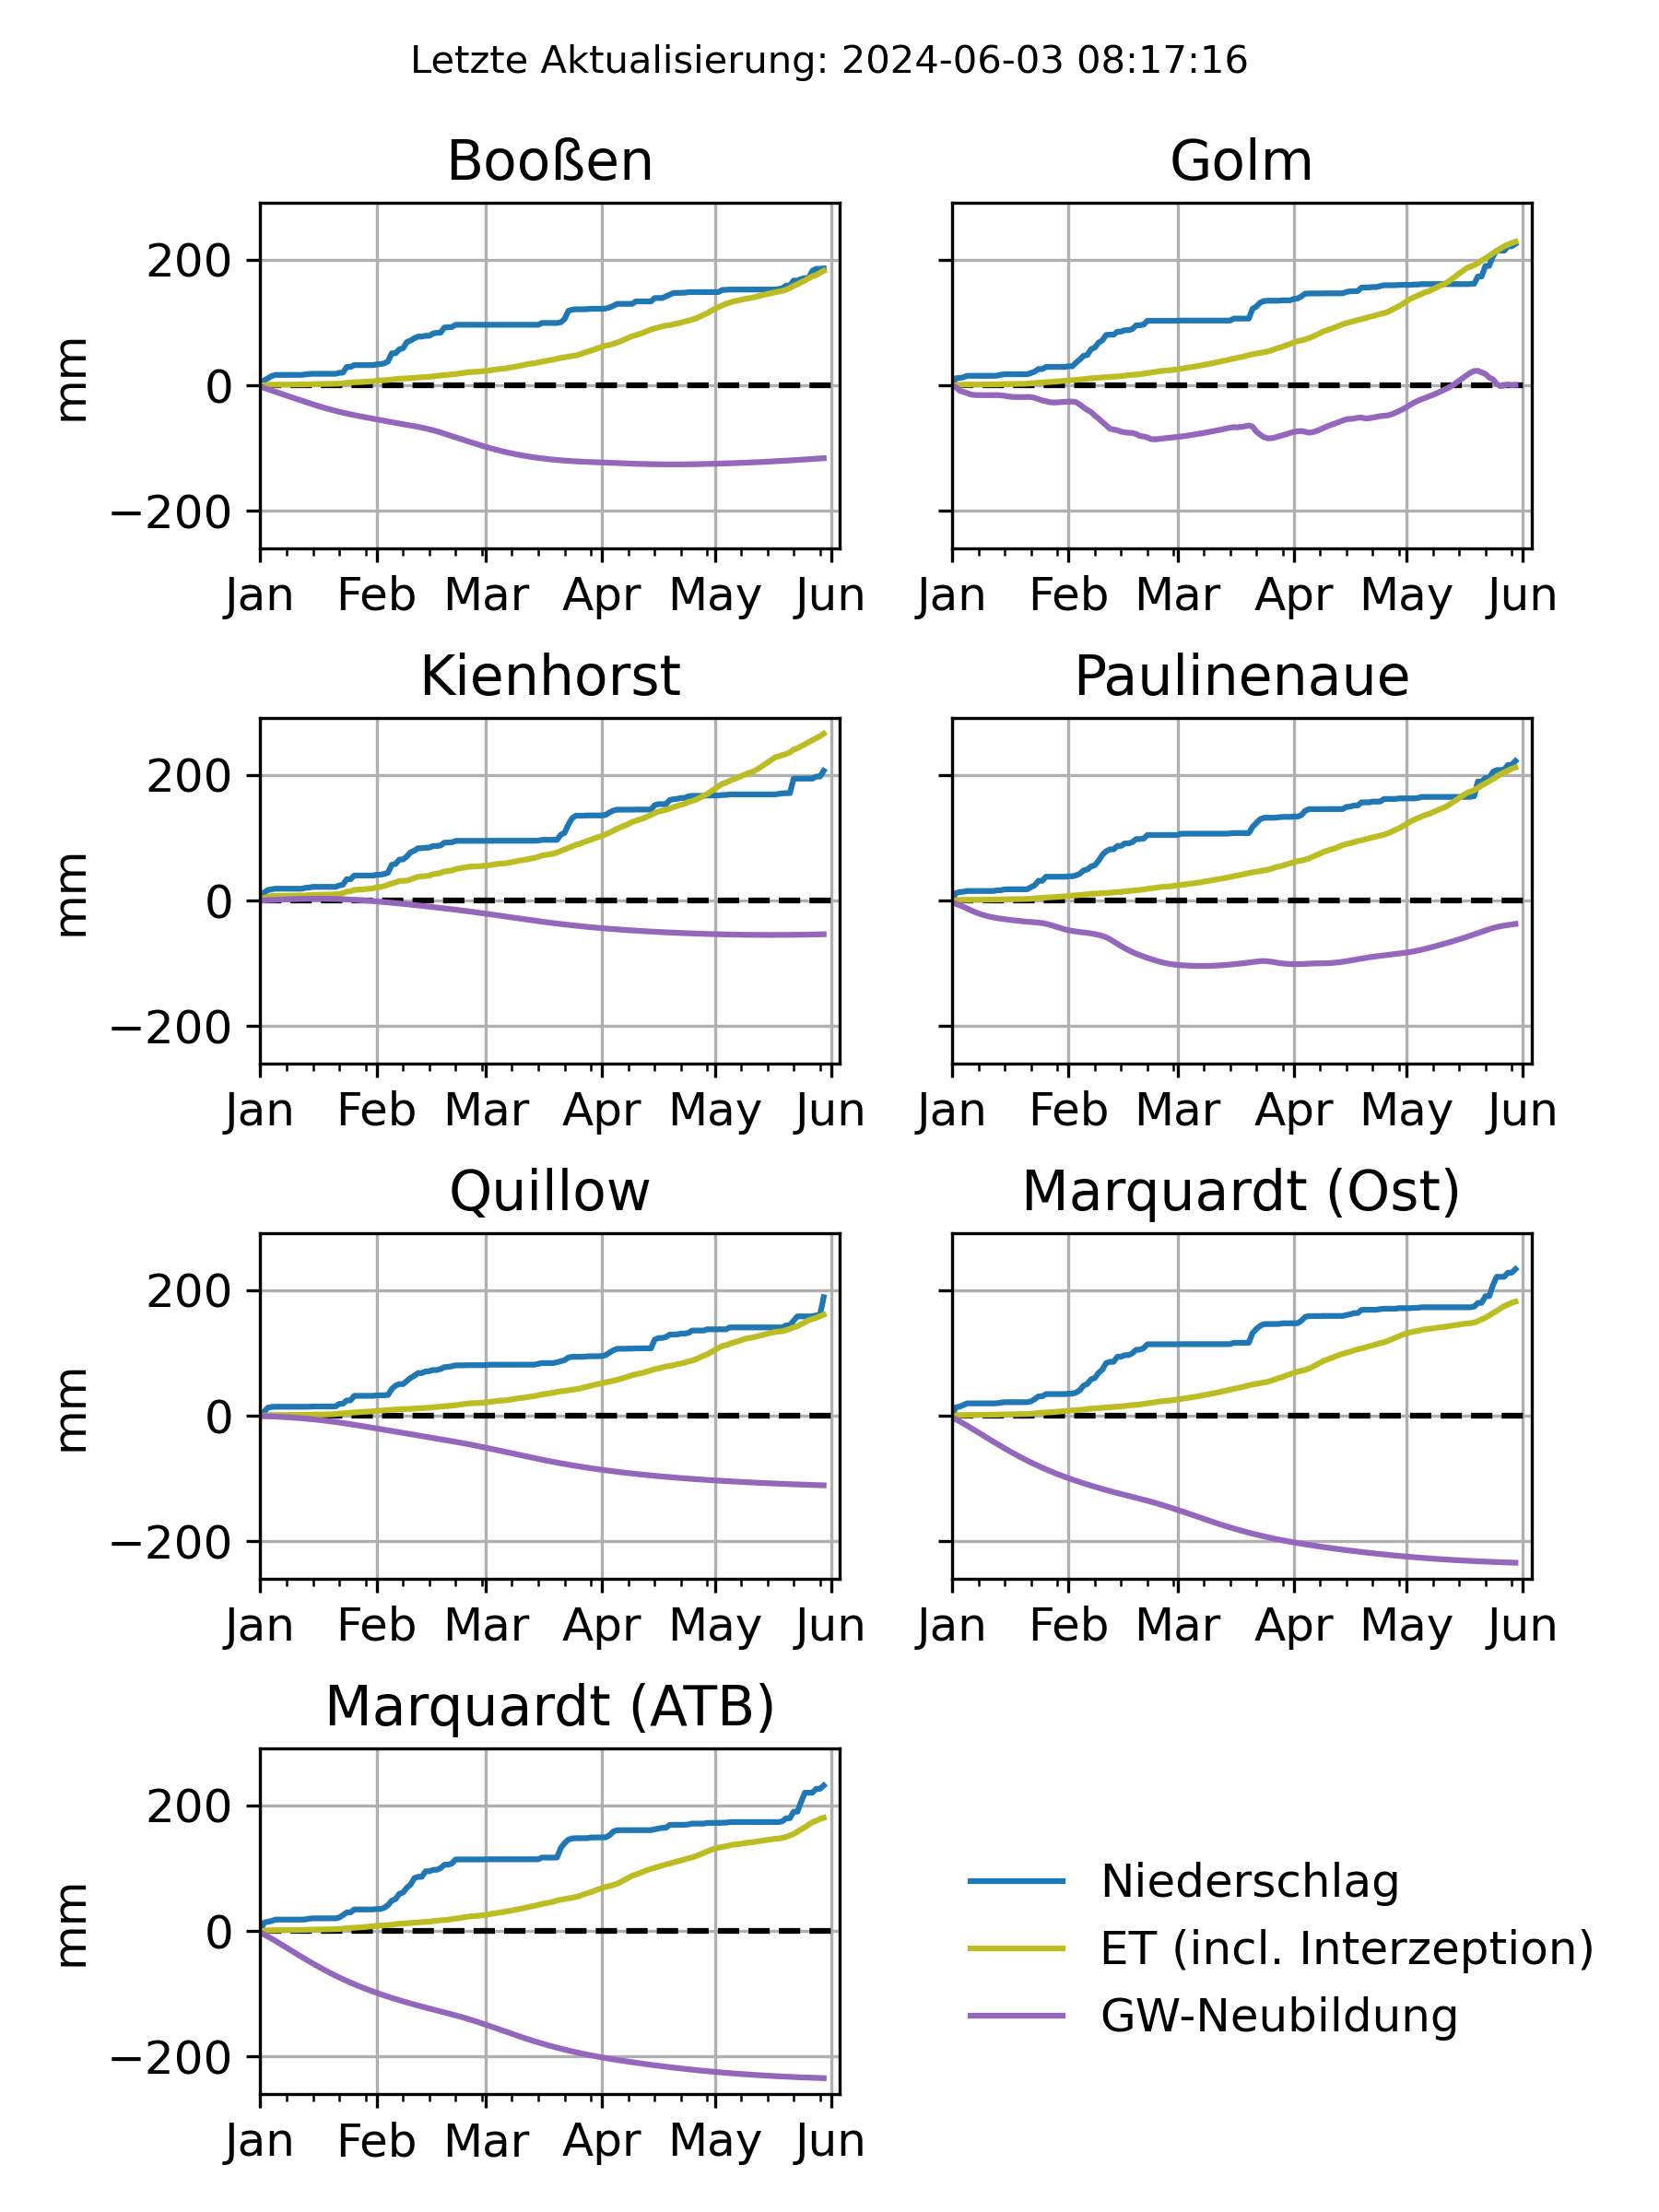 Letzte Aktualisierung: 2024-06-03 08:17:16
Booßen
Golm
200
0
−200
mm
Jan Feb Mar Apr May Jun
Jan Feb Mar Apr May Jun
Kienhorst
Paulinenaue
200
0
−200
mm
Jan Feb Mar Apr May Jun
Jan Feb Mar Apr May Jun
Quillow
Marquardt (Ost)
200
0
−200
mm
Jan Feb Mar Apr May Jun
Jan Feb Mar Apr May Jun
Marquardt (ATB)
200
0
−200
mm
Jan Feb Mar Apr May Jun
Niederschlag
ET (incl. Interzeption)
GW-Neubildung